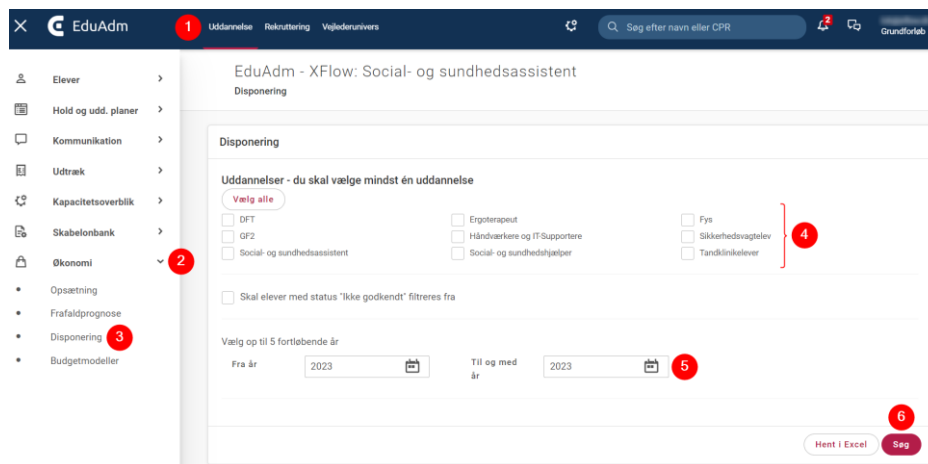 EduAdm
1
Uddannelse Rekruttering Vejlederunivers
Søg efter navn eller CPR
2
Grundforløb
Elever
Hold og udd. planer
Kommunikation
Udtræk
Kapacitetsoverblik
Skabelonbank
Økonomi
2
Opsætning
Frafaldprognose
Disponering
3
Budgetmodeller
EduAdm - XFlow: Social- og sundhedsassistent
Disponering
Disponering
Uddannelser - du skal vælge mindst én uddannelse
Vælg alle
DFT Ergoterapeut Fys
GF2 Håndværkere og IT-Supportere Sikkerhedsvagtelev
Social- og sundhedsassistent Social- og sundhedshjælper Tandklinikelever
4
Skal elever med status "Ikke godkendt" filtreres fra
Vælg op til 5 fortløbende år
Fra år 2023 Til og med år 2023
5
6
Hent i Excel Søg